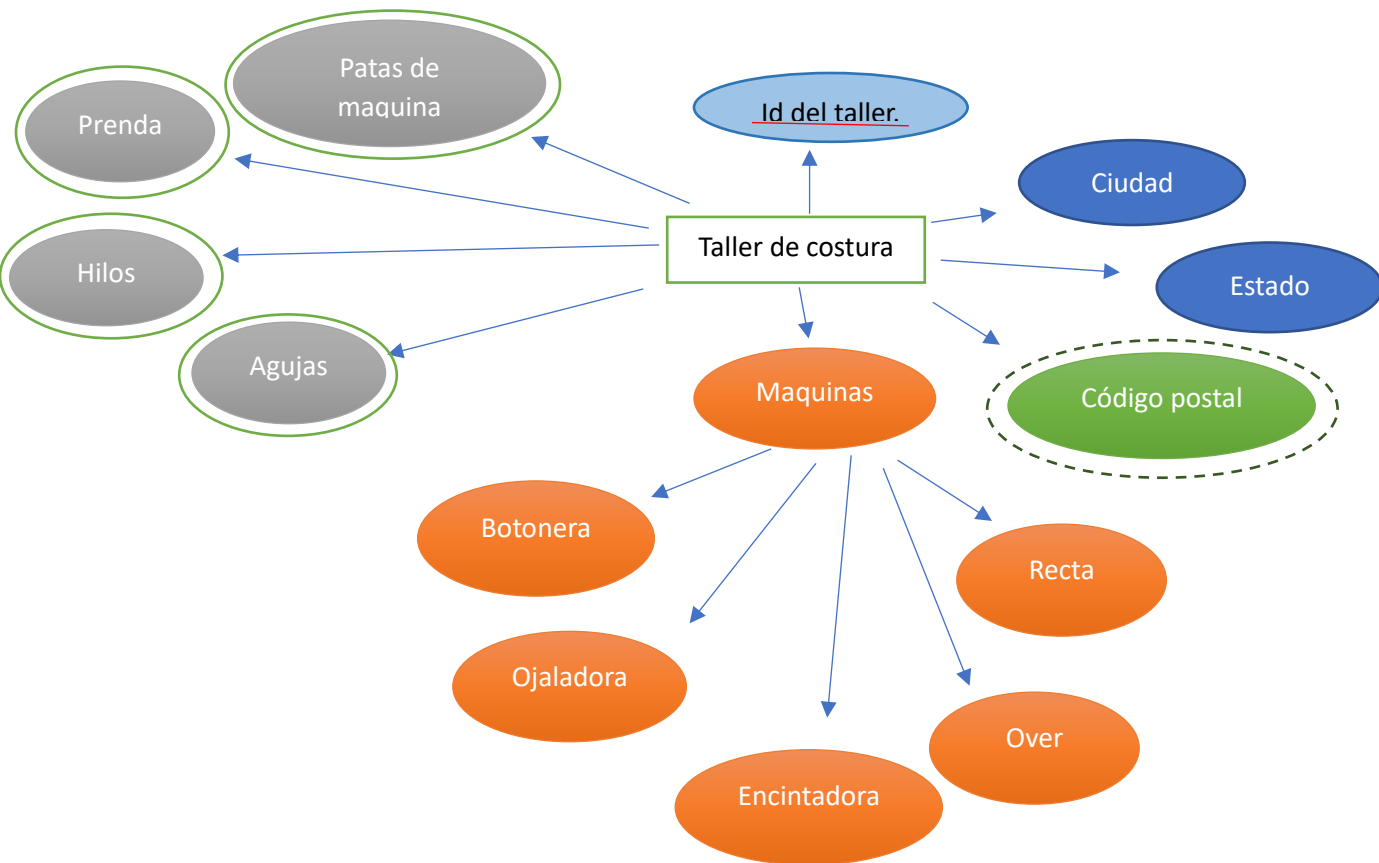 Patas de
maquina
Prenda
Id del taller.
Ciudad
Taller de costura
Hilos
Estado
Agujas
Maquinas
Código postal
Botonera
Recta
Ojaladora
Over
Encintadora